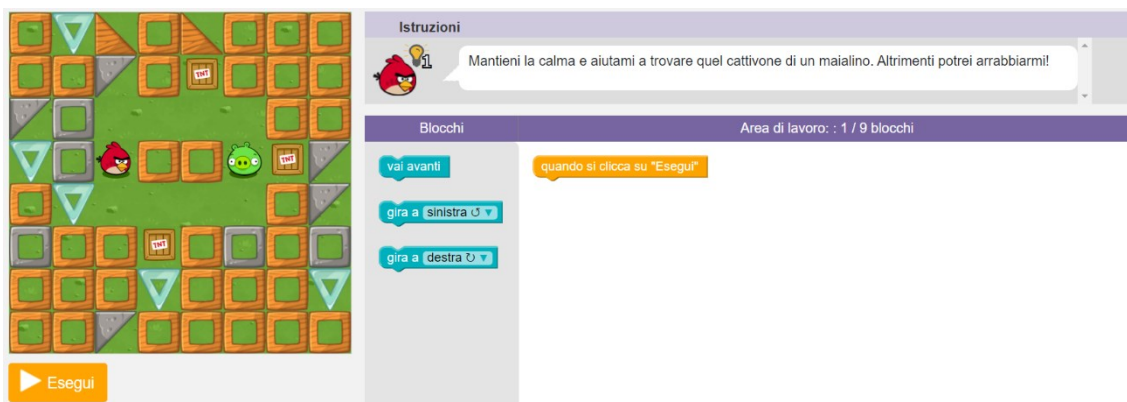 Istruzioni
1
Mantieni la calma e aiutami a trovare quel cattivone di un maialino. Altrimenti potrei arrabbiarmi!
Blocchi
Area di lavoro: : 1 / 9 blocchi
vai avanti
quando si clicca su "Esegui"
gira a sinistra ↺ ▼
gira a destra ↻ ▼
TNT
TNT
TNT
Esegui